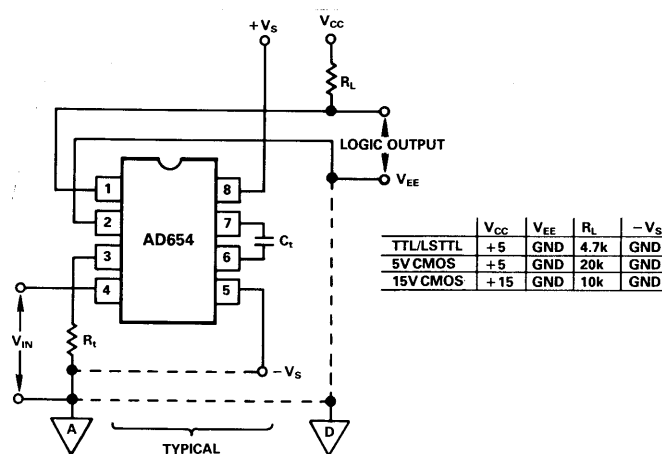 +VS
VCC
RL
LOGIC OUTPUT
VEE
1
2
3
4
AD654
8
7
6
5
Ct
VIN
Rt
−VS
A
D
TYPICAL
VCC VEE RL −VS
TTL/LSTTL +5 GND 4.7k GND
5V CMOS +5 GND 20k GND
15V CMOS +15 GND 10k GND